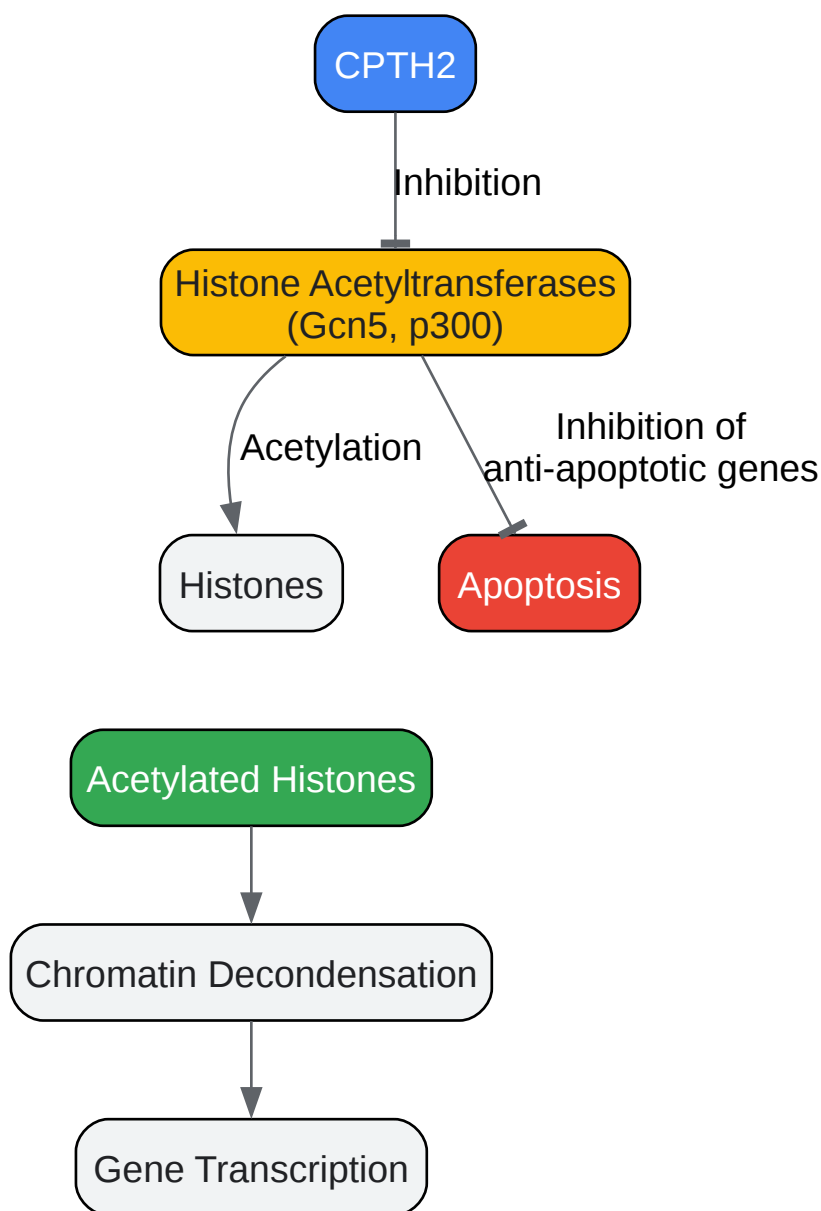 CPTH2
Inhibition
Histone Acetyltransferases
(Gcn5, p300)
Acetylation
Inhibition of
anti-apoptotic genes
Histones
Apoptosis
Acetylated Histones
Chromatin Decondensation
Gene Transcription